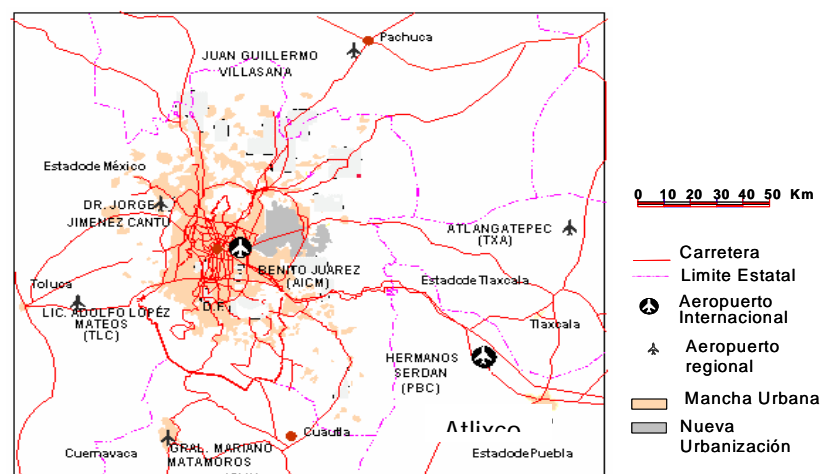 Pachuca
JUAN GUILLERMO
VILLASAÑA
Estado de México
DR. JORGE
JIMENEZ CANTÚ
ATLANGATEPEC
(TXA)
BENITO JUÁREZ
(AICM)
Estado de Tlaxcala
Toluca
LIC. ADOLFO LÓPEZ
MATEOS
(TLC)
D.F.
Tlaxcala
HERMANOS
SERDAN
(PBC)
Atlixco
Cuautla
Cuernavaca
GRAL. MARIANO
MATAMOROS
Estado de Puebla
0 10 20 30 40 50 Km
Carretera
Limite Estatal
Aeropuerto
Internacional
Aeropuerto
regional
Mancha Urbana
Nueva
Urbanización